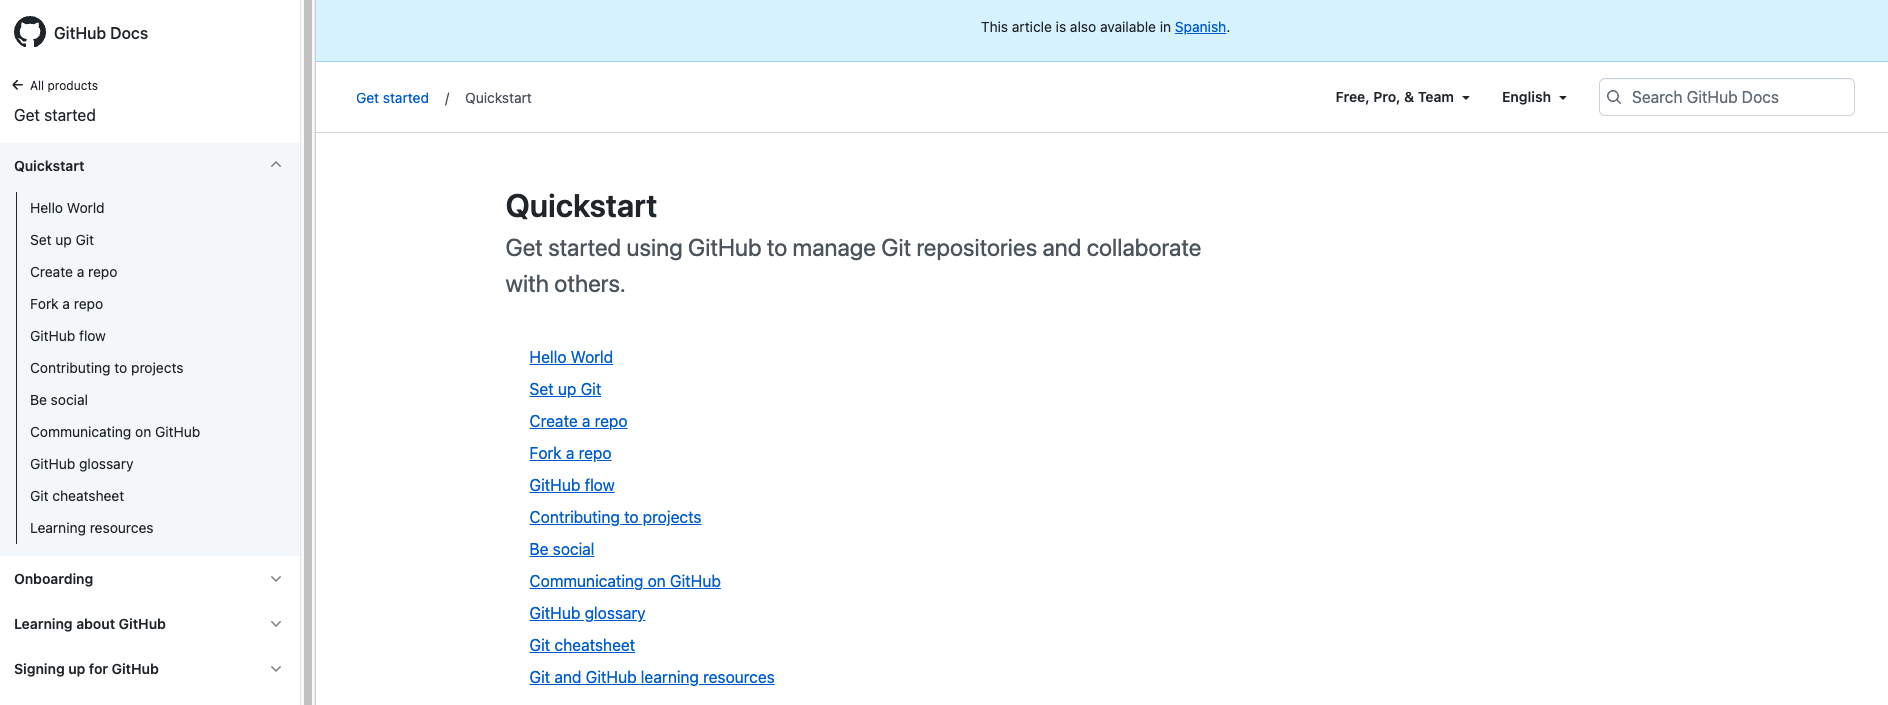 GitHub Docs
All products
Get started
Quickstart
Hello World
Set up Git
Create a repo
Fork a repo
GitHub flow
Contributing to projects
Be social
Communicating on GitHub
GitHub glossary
Git cheatsheet
Learning resources
Onboarding
Learning about GitHub
Signing up for GitHub
This article is also available in Spanish.
Get started / Quickstart
Free, Pro, & Team
English
Search GitHub Docs
Quickstart
Get started using GitHub to manage Git repositories and collaborate
with others.
Hello World
Set up Git
Create a repo
Fork a repo
GitHub flow
Contributing to projects
Be social
Communicating on GitHub
GitHub glossary
Git cheatsheet
Git and GitHub learning resources